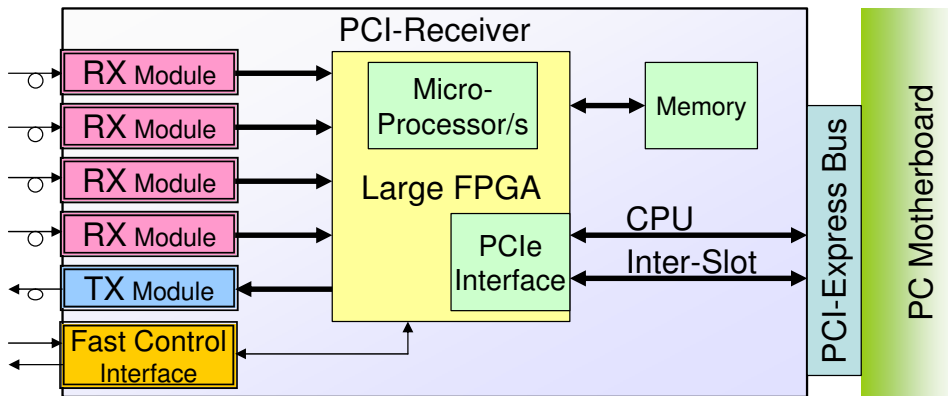 PCI-Receiver
RX Module
RX Module
RX Module
RX Module
TX Module
Fast Control
Interface
Micro-
Processor/s
Large FPGA
PCIe
Interface
Memory
CPU
Inter-Slot
PCI-Express Bus
PC Motherboard